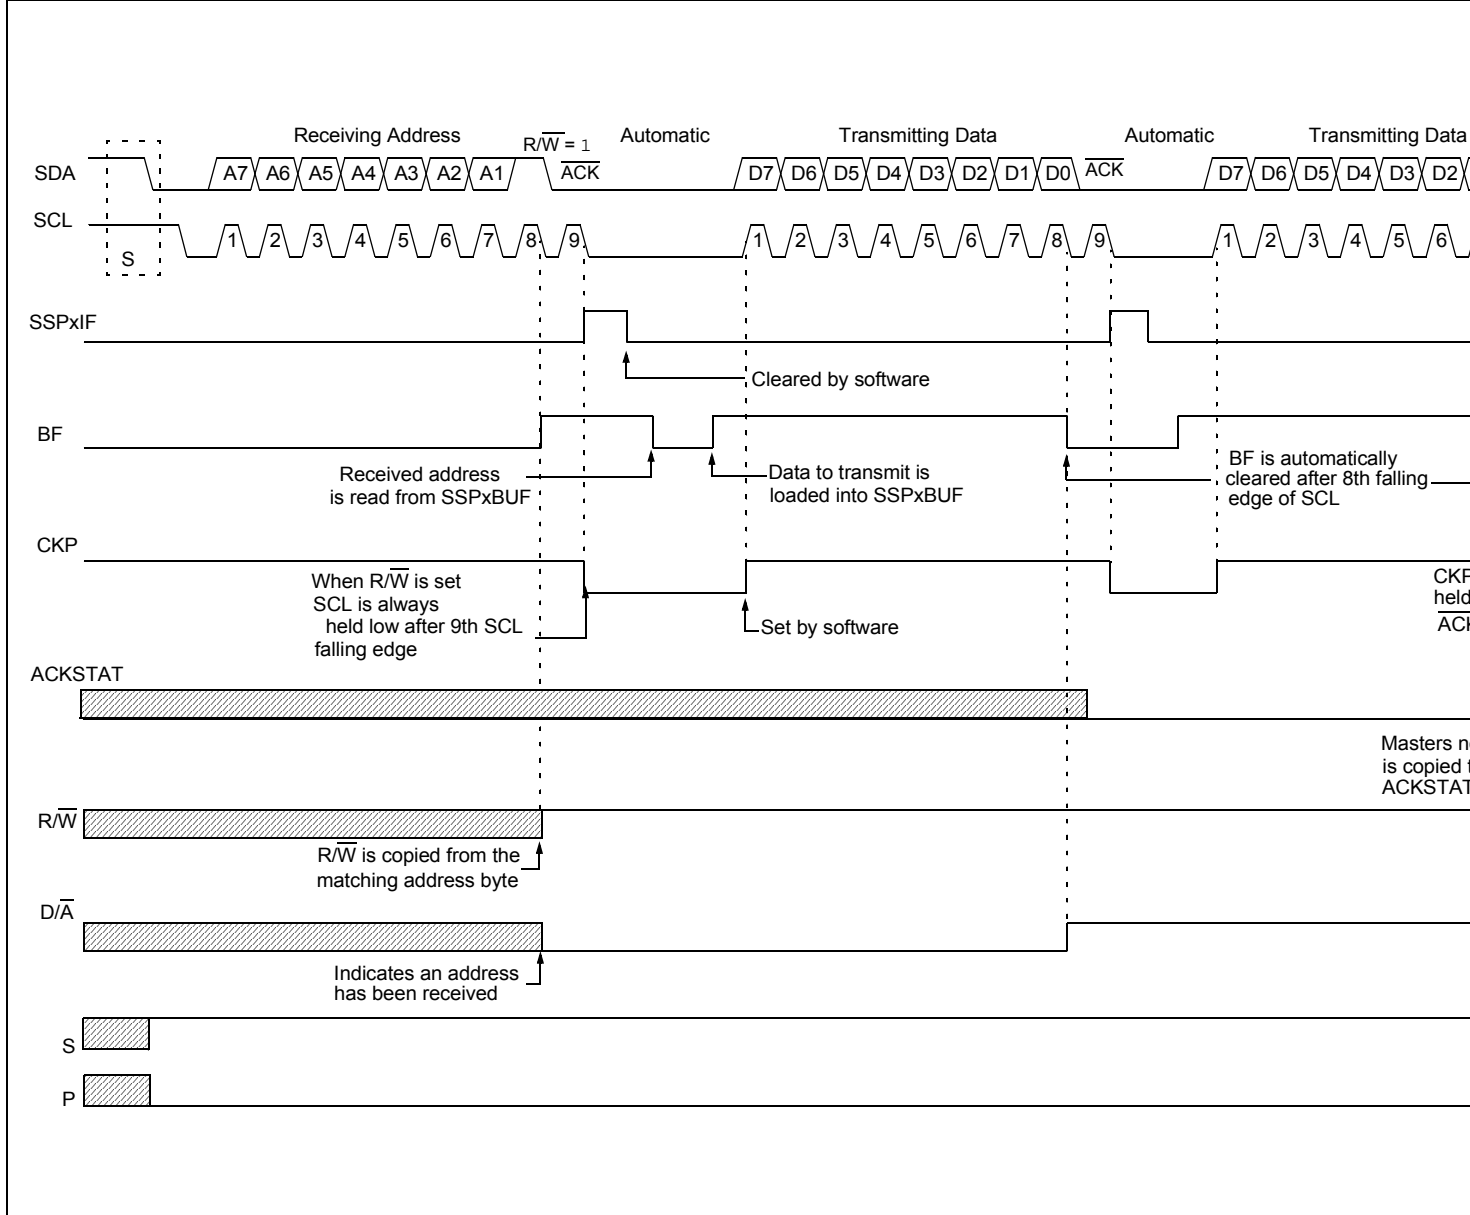 Receiving Address R/W = 1 Automatic Transmitting Data Automatic Transmitting Data
SDA A7 A6 A5 A4 A3 A2 A1 ACK D7 D6 D5 D4 D3 D2 D1 D0 ACK D7 D6 D5 D4 D3 D2
SCL 1 2 3 4 5 6 7 8 9 1 2 3 4 5 6 7 8 9 1 2 3 4 5 6
S
SSPxIF
Cleared by software
BF
Received address
is read from SSPxBUF
Data to transmit is
loaded into SSPxBUF
BF is automatically
cleared after 8th falling
edge of SCL
CKP
When R/W is set
SCL is always
held low after 9th SCL
falling edge
Set by software
held
ACKSTAT
Masters
is copied
ACKSTAT
R/W
R/W is copied from the
matching address byte
D/A
Indicates an address
has been received
S
P